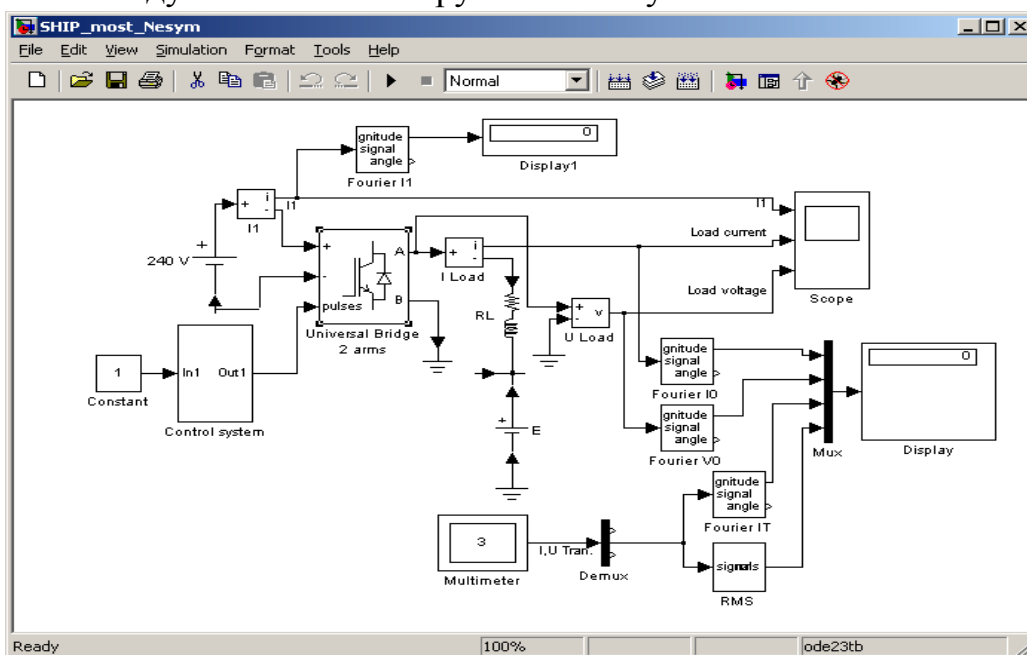 SHIP_most_Nesym
File Edit View Simulation Format Tools Help
Normal
gnitude
signal
angle
Fourier I1
0
Display1
+ i
-
I1
I1
I1
Load current
Load voltage
Scope
+
240 V
+
-
pulses
A
B
Universal Bridge
2 arms
+ i
-
I Load
RL
+
- v
U Load
1
Constant
In1 Out1
Control system
+
E
gnitude
signal
angle
Fourier I0
gnitude
signal
angle
Fourier V0
Mux
0
Display
gnitude
signal
angle
Fourier IT
3
Multimeter
I,U Tran.
Demux
RMS
Ready 100% ode23tb